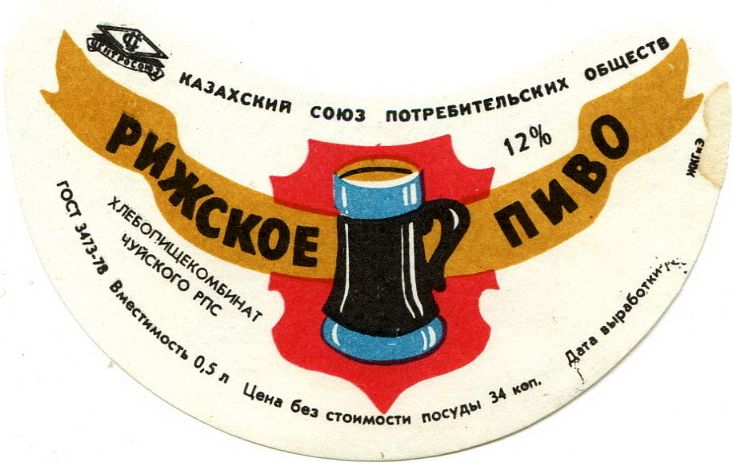 ЦЕНТРОСОЮЗ
КАЗАХСКИЙ СОЮЗ ПОТРЕБИТЕЛЬСКИХ ОБЩЕСТВ
РИЖСКОЕ ПИВО
12%
ХЛЕБОПИЩЕКОМБИНАТ
ЧУЙСКОГО РПС
ГОСТ 3473-78 Вместимость 0,5 л Цена без стоимости посуды 34 коп. Дата выработки